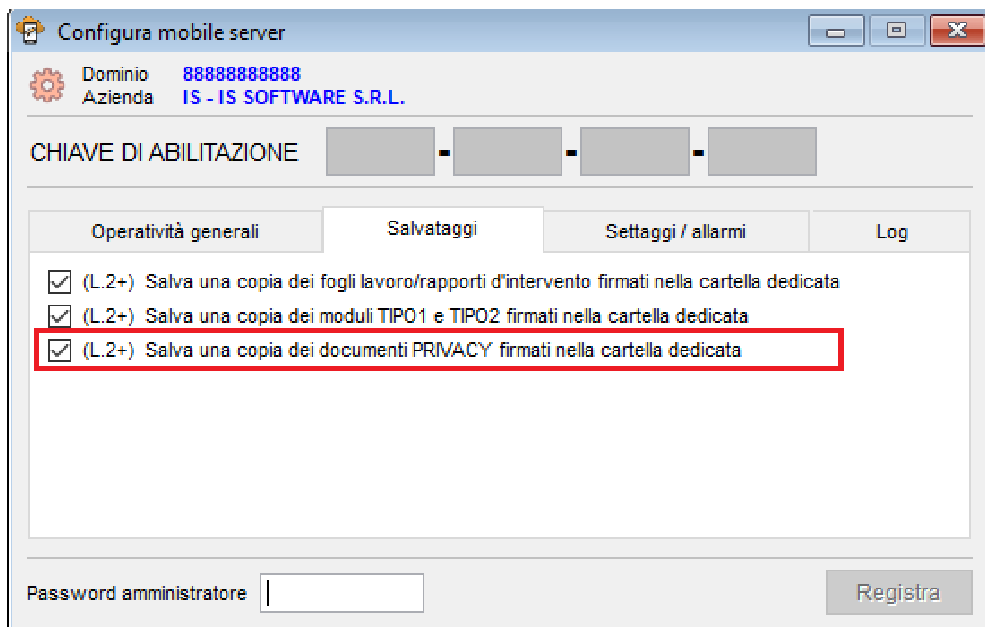 Configura mobile server
Dominio 88888888888
Azienda IS - IS SOFTWARE S.R.L.
CHIAVE DI ABILITAZIONE - - -
Operatività generali Salvataggi Settaggi / allarmi Log
(L.2+) Salva una copia dei fogli lavoro/rapporti d'intervento firmati nella cartella dedicata
(L.2+) Salva una copia dei moduli TIPO1 e TIPO2 firmati nella cartella dedicata
(L.2+) Salva una copia dei documenti PRIVACY firmati nella cartella dedicata
Password amministratore Registra